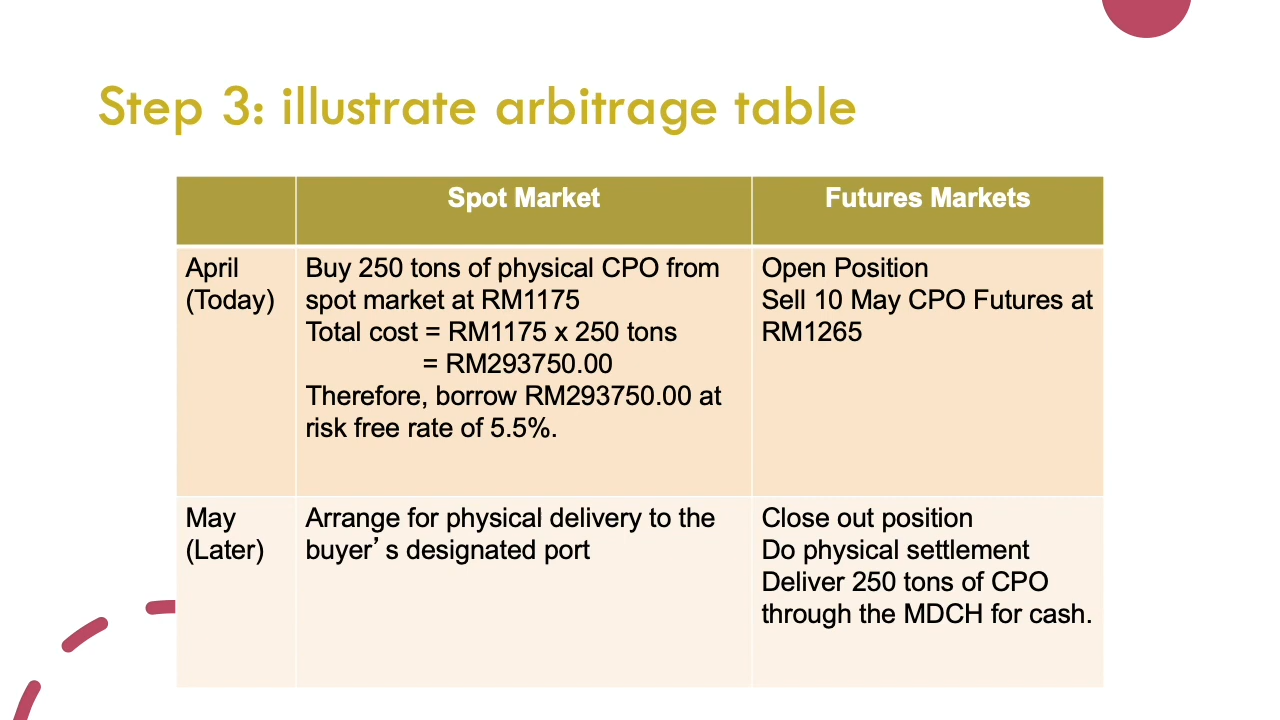 Step 3: illustrate arbitrage table
Spot Market
Futures Markets
April
(Today)
Buy 250 tons of physical CPO from
spot market at RM1175
Total cost = RM1175 x 250 tons
= RM293750.00
Therefore, borrow RM293750.00 at
risk free rate of 5.5%.
Open Position
Sell 10 May CPO Futures at
RM1265
May
(Later)
Arrange for physical delivery to the
buyer’ s designated port
Close out position
Do physical settlement
Deliver 250 tons of CPO
through the MDCH for cash.